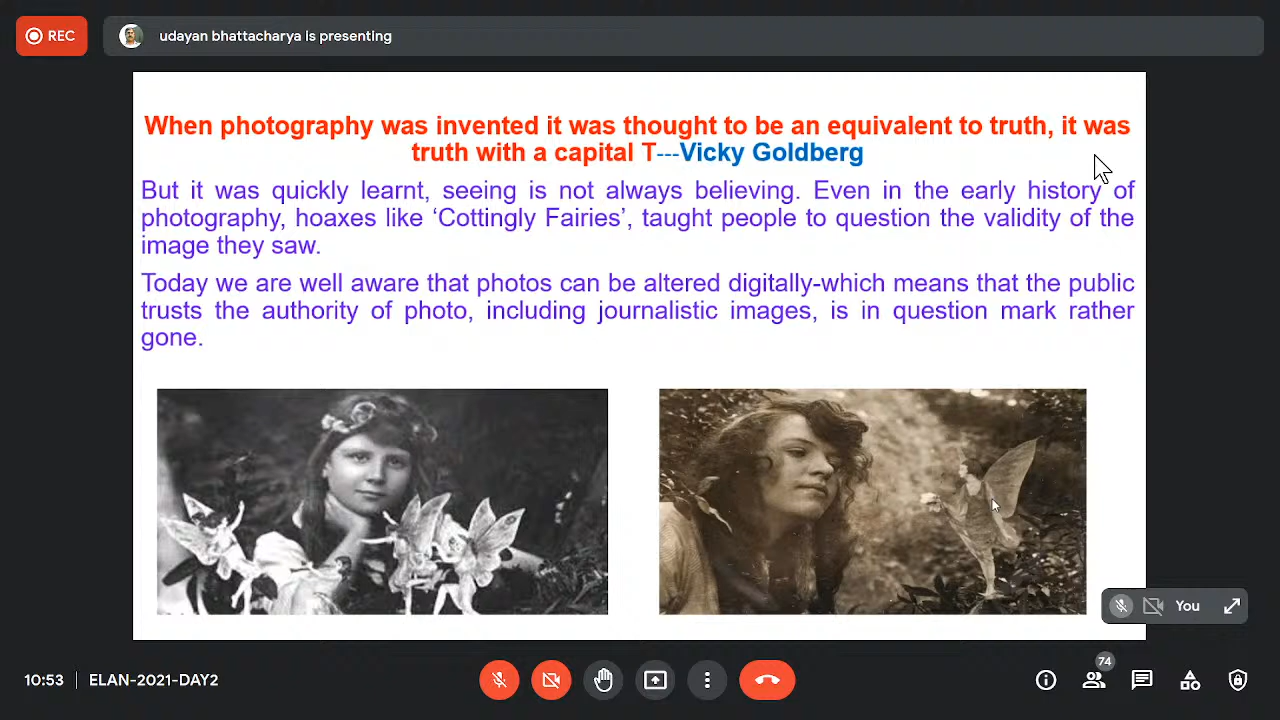 REC
udayan bhattacharya is presenting
When photography was invented it was thought to be an equivalent to truth, it was
truth with a capital T---Vicky Goldberg
But it was quickly learnt, seeing is not always believing. Even in the early history of
photography, hoaxes like ‘Cottingly Fairies’, taught people to question the validity of the
image they saw.
Today we are well aware that photos can be altered digitally-which means that the public
trusts the authority of photo, including journalistic images, is in question mark rather
gone.
You
74
10:53 | ELAN-2021-DAY2